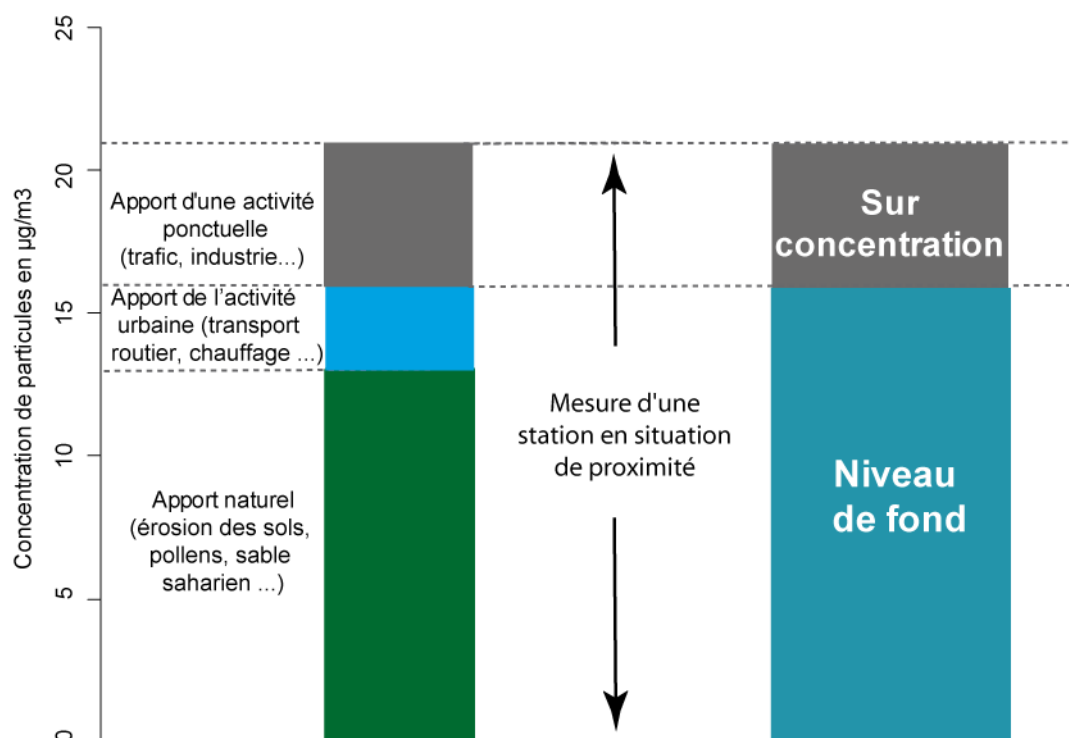 25
20
15
10
5
0
Concentration de particules en µg/m3
Apport d'une activité
ponctuelle
(trafic, industrie...)
Apport de l'activité
urbaine (transport
routier, chauffage ...)
Apport naturel
(érosion des sols,
pollens, sable
saharien ...)
Mesure d'une
station en situation
de proximité
Sur
concentration
Niveau
de fond